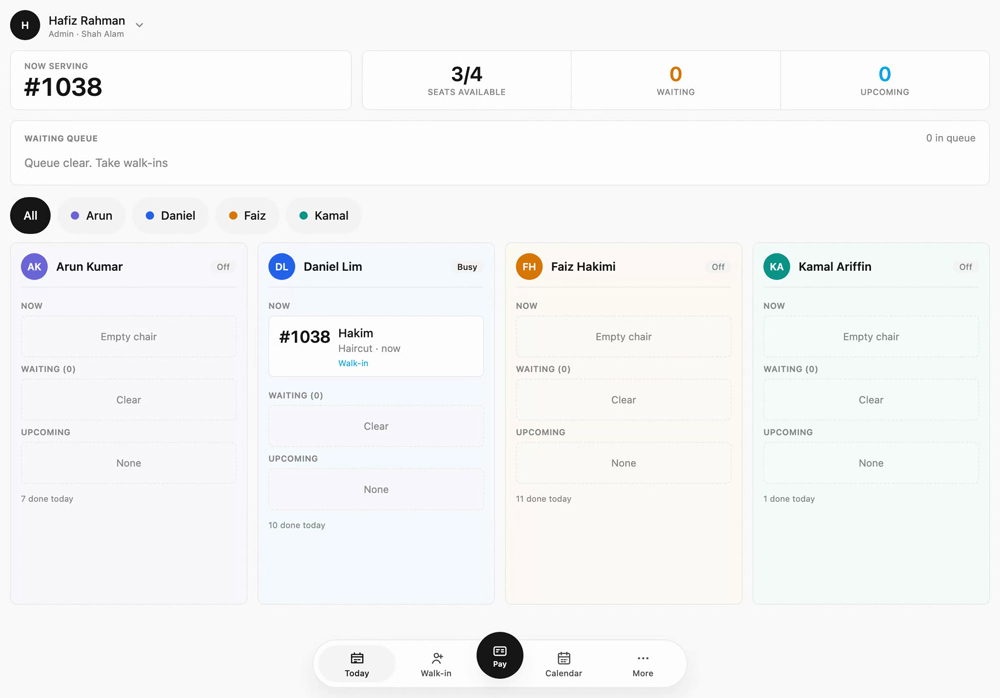 H
Hafiz Rahman
Admin · Shah Alam
NOW SERVING
#1038
3/4
SEATS AVAILABLE
0
WAITING
0
UPCOMING
WAITING QUEUE
0 in queue
Queue clear. Take walk-ins
All
Arun
Daniel
Faiz
Kamal
AK
Arun Kumar
Off
NOW
Empty chair
WAITING (0)
Clear
UPCOMING
None
7 done today
DL
Daniel Lim
Busy
NOW
#1038
Hakim
Haircut · now
Walk-in
WAITING (0)
Clear
UPCOMING
None
10 done today
FH
Faiz Hakimi
Off
NOW
Empty chair
WAITING (0)
Clear
UPCOMING
None
11 done today
KA
Kamal Ariffin
Off
NOW
Empty chair
WAITING (0)
Clear
UPCOMING
None
1 done today
Today
Walk-in
Pay
Calendar
More